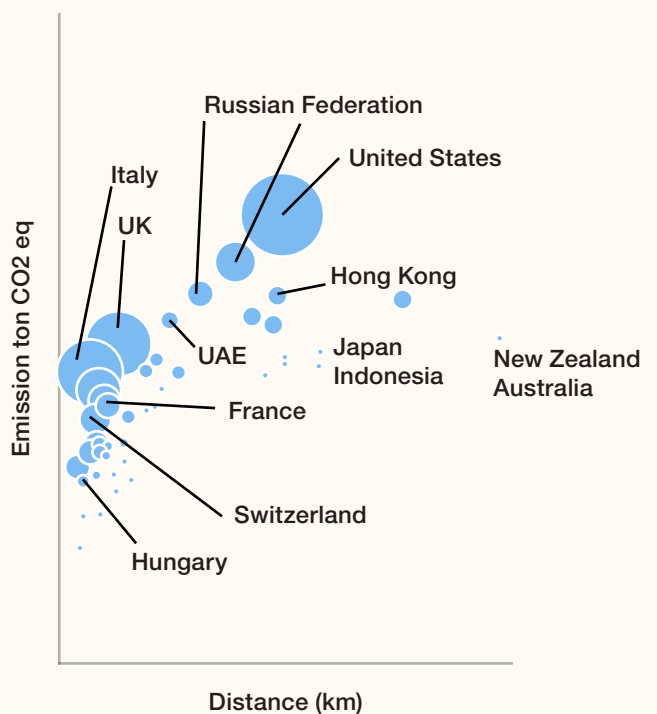 Russian Federation
United States
Italy
UK
Hong Kong
UAE
Japan
Indonesia
New Zealand
Australia
France
Switzerland
Hungary
Emission ton CO2 eq
Distance (km)